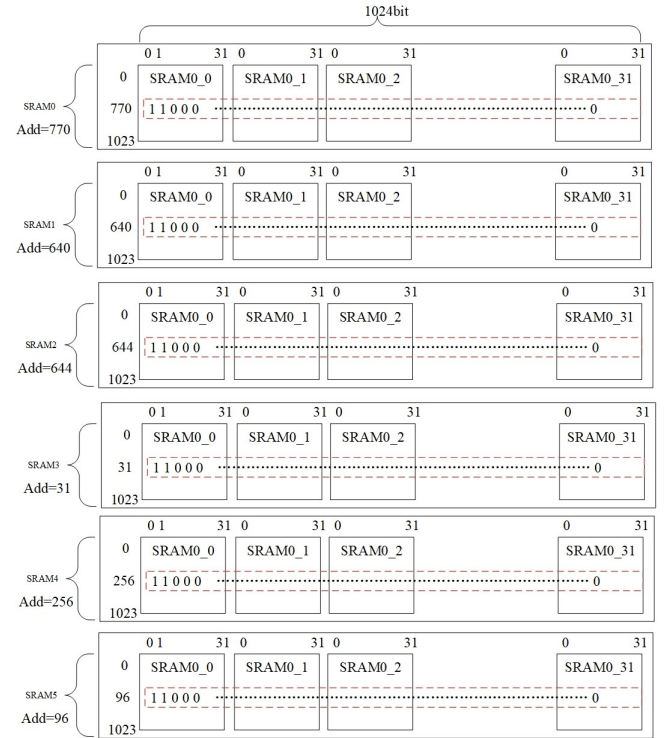 1024bit
0 1 31 0 31 0 31 0 31
0 SRAM0_0 SRAM0_1 SRAM0_2 SRAM0_31
SRAM0 770 1 1 0 0 0 0
Add=770
1023
0 1 31 0 31 0 31 0 31
0 SRAM0_0 SRAM0_1 SRAM0_2 SRAM0_31
SRAM1 640 1 1 0 0 0 0
Add=640
1023
0 1 31 0 31 0 31 0 31
0 SRAM0_0 SRAM0_1 SRAM0_2 SRAM0_31
SRAM2 644 1 1 0 0 0 0
Add=644
1023
0 1 31 0 31 0 31 0 31
0 SRAM0_0 SRAM0_1 SRAM0_2 SRAM0_31
SRAM3 31 1 1 0 0 0 0
Add=31
1023
0 1 31 0 31 0 31 0 31
0 SRAM0_0 SRAM0_1 SRAM0_2 SRAM0_31
SRAM4 256 1 1 0 0 0 0
Add=256
1023
0 1 31 0 31 0 31 0 31
0 SRAM0_0 SRAM0_1 SRAM0_2 SRAM0_31
SRAM5 96 1 1 0 0 0 0
Add=96
1023